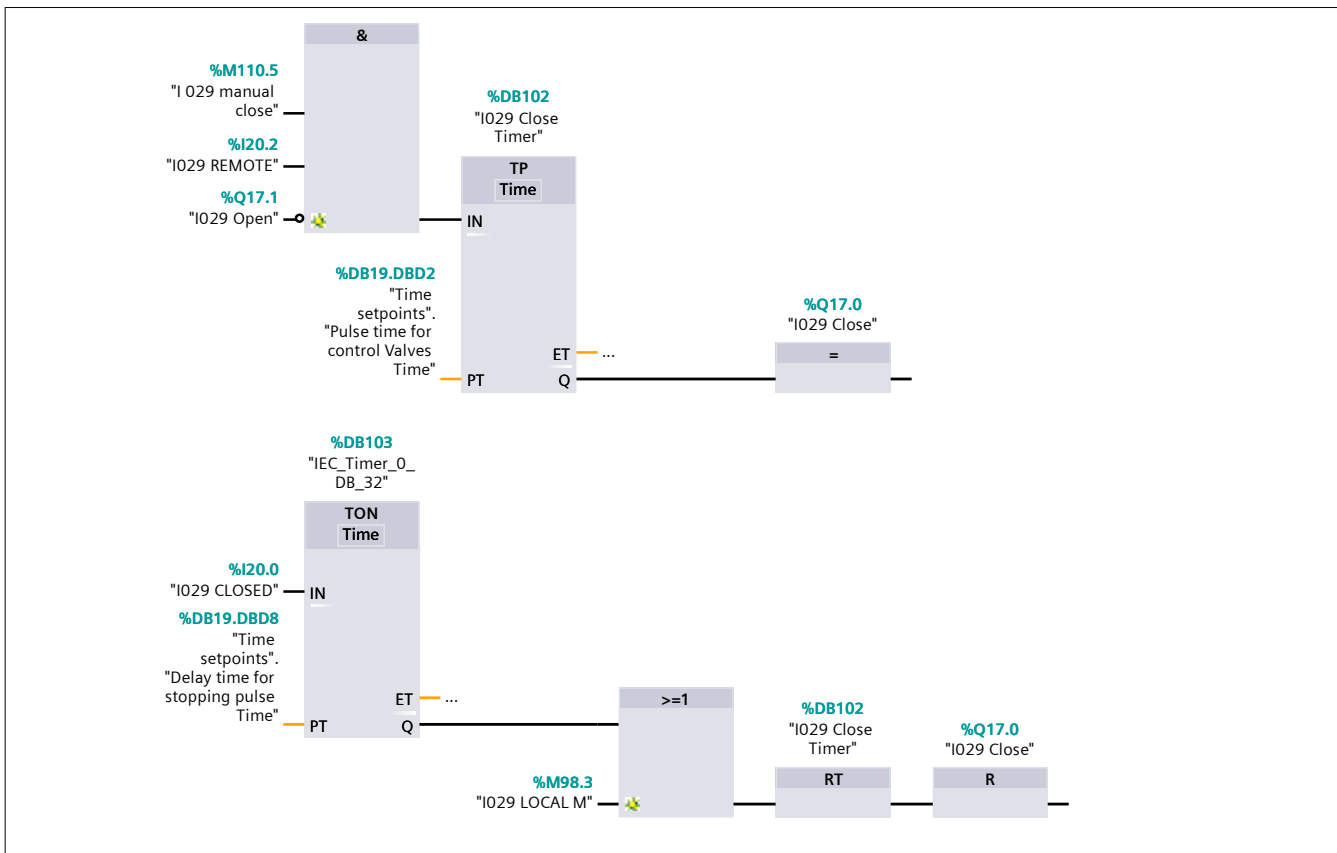 &
%M110.5
"I 029 manual
close"
%I20.2
"I029 REMOTE"
%Q17.1
"I029 Open"
%DB102
"I029 Close
Timer"
TP
Time
IN
%DB19.DBD2
"Time
setpoints".
"Pulse time for
control Valves
Time"
PT
ET
...
Q
%Q17.0
"I029 Close"
=
%DB103
"IEC_Timer_0_
DB_32"
TON
Time
%I20.0
"I029 CLOSED"
IN
%DB19.DBD8
"Time
setpoints".
"Delay time for
stopping pulse
Time"
PT
ET
...
Q
>=1
%M98.3
"I029 LOCAL M"
%DB102
"I029 Close
Timer"
RT
%Q17.0
"I029 Close"
R